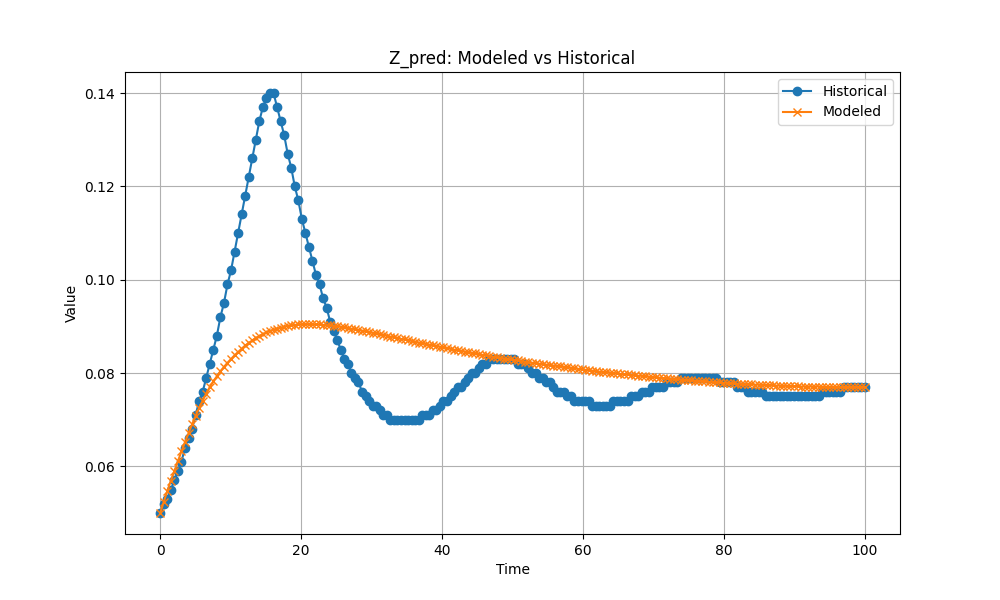 Z_pred: Modeled vs Historical
Historical
Modeled
0.14
0.12
0.10
0.08
0.06
Value
0 20 40 60 80 100
Time